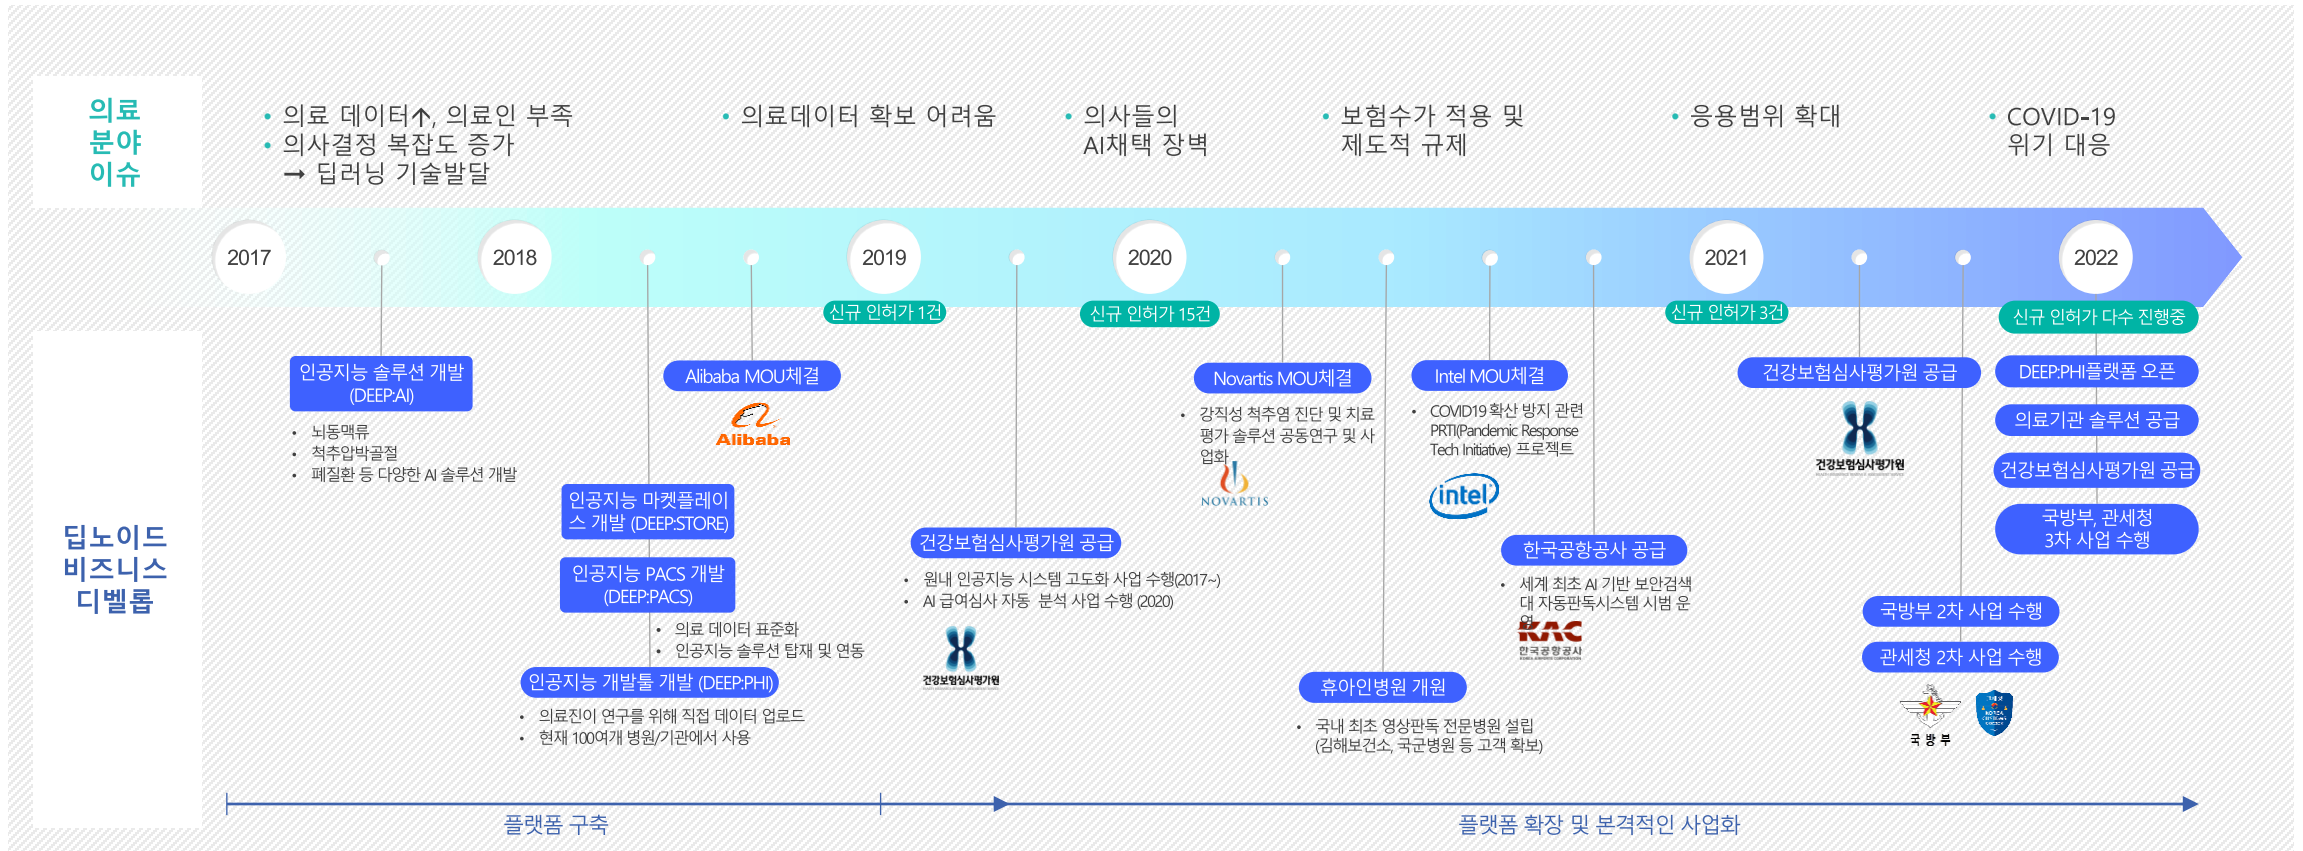 의료
분야
이슈
• 의료 데이터↑, 의료인 부족
• 의사결정 복잡도 증가
→ 딥러닝 기술발달
• 의료데이터 확보 어려움
• 의사들의
AI채택 장벽
• 보험수가 적용 및
제도적 규제
• 응용범위 확대
• COVID-19
위기 대응
2017
2018
2019
2020
2021
2022
신규 인허가 1건
신규 인허가 15건
신규 인허가 3건
신규 인허가 다수 진행중
딥노이드
비즈니스
디벨롭
인공지능 솔루션 개발
(DEEP:AI)
• 뇌동맥류
• 척추압박골절
• 폐질환 등 다양한 AI 솔루션 개발
인공지능 마켓플레이
스 개발 (DEEP:STORE)
인공지능 PACS 개발
(DEEP:PACS)
• 의료 데이터 표준화
• 인공지능 솔루션 탑재 및 연동
인공지능 개발툴 개발 (DEEP:PHI)
• 의료진이 연구를 위해 직접 데이터 업로드
• 현재 100여개 병원/기관에서 사용
Alibaba MOU체결
Alibaba
건강보험심사평가원 공급
• 원내 인공지능 시스템 고도화 사업 수행(2017~)
• AI 급여심사 자동 분석 사업 수행 (2020)
건강보험심사평가원
Novartis MOU체결
• 강직성 척추염 진단 및 치료
평가 솔루션 공동연구 및 사
업화
NOVARTIS
휴아인병원 개원
• 국내 최초 영상판독 전문병원 설립
(김해보건소, 국군병원 등 고객 확보)
Intel MOU체결
• COVID19 확산 방지 관련
PRTI(Pandemic Response
Tech Initiative) 프로젝트
intel
한국공항공사 공급
• 세계 최초 AI 기반 보안검색
대 자동판독시스템 시범 운
영
KAC
한국공항공사
건강보험심사평가원 공급
건강보험심사평가원
국방부 2차 사업 수행
관세청 2차 사업 수행
국방부
DEEP:PHI플랫폼 오픈
의료기관 솔루션 공급
건강보험심사평가원 공급
국방부, 관세청
3차 사업 수행
플랫폼 구축
플랫폼 확장 및 본격적인 사업화